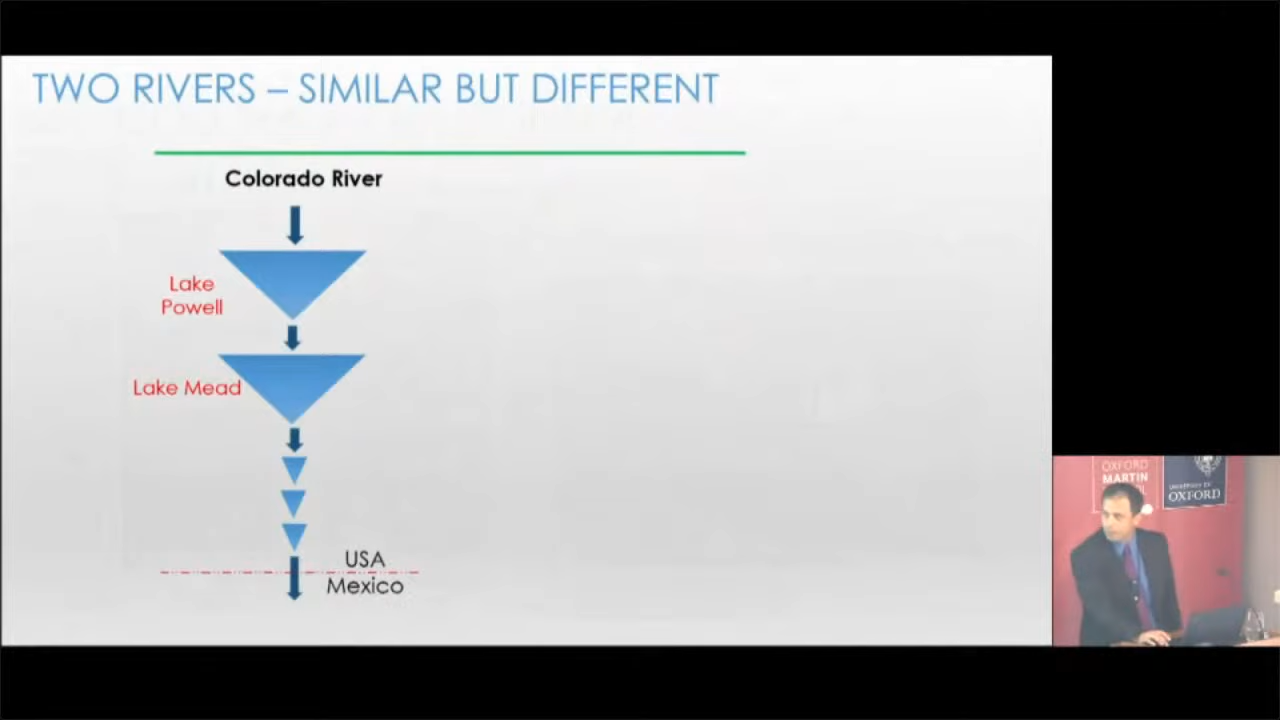 TWO RIVERS – SIMILAR BUT DIFFERENT
Colorado River
Lake
Powell
Lake Mead
USA
Mexico
OXFORD
MARTIN
UNIVERSITY OF
OXFORD